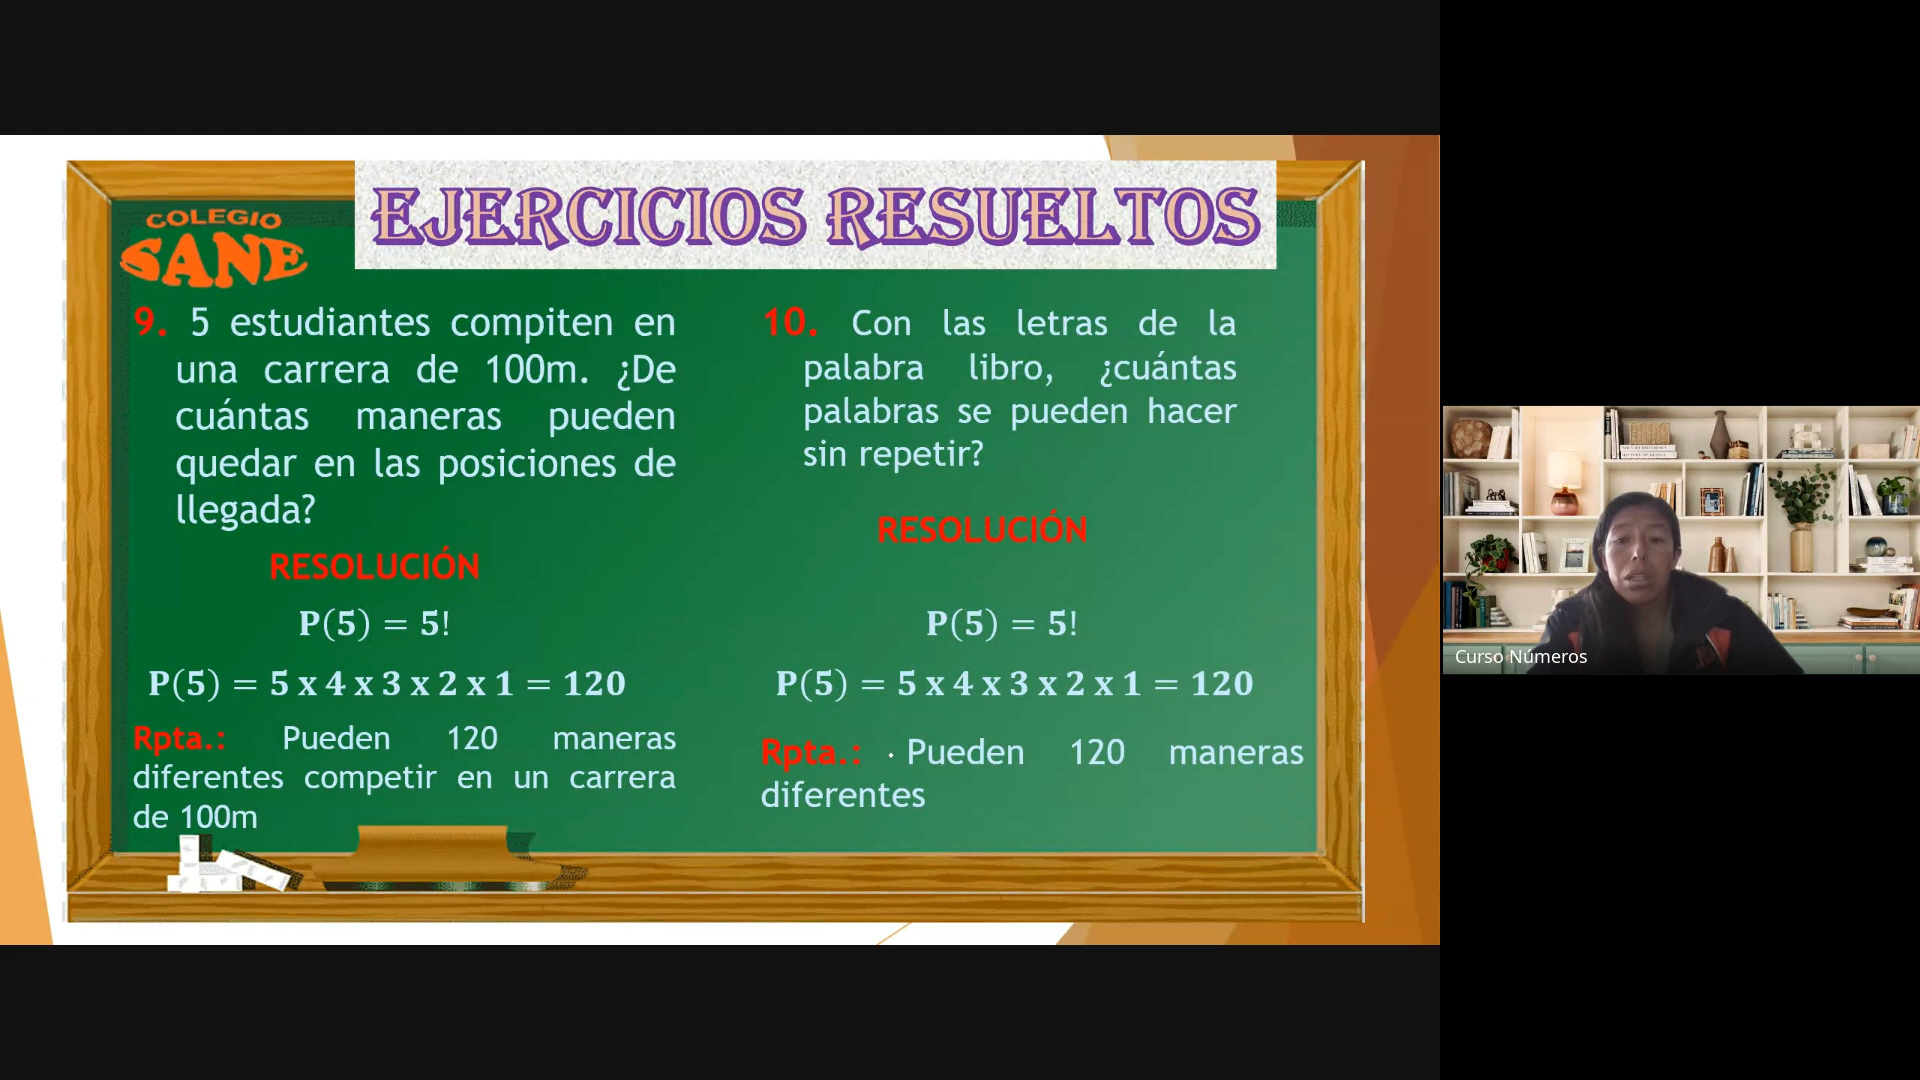 COLEGIO
SANE
EJERCICIOS RESUELTOS
9. 5 estudiantes compiten en
una carrera de 100m. ¿De
cuántas maneras pueden
quedar en las posiciones de
llegada?
RESOLUCIÓN
P(5) = 5!
P(5) = 5 x 4 x 3 x 2 x 1 = 120
Rpta.: Pueden 120 maneras
diferentes competir en un carrera
de 100m
10. Con las letras de la
palabra libro, ¿cuántas
palabras se pueden hacer
sin repetir?
RESOLUCIÓN
P(5) = 5!
P(5) = 5 x 4 x 3 x 2 x 1 = 120
Rpta.: Pueden 120 maneras
diferentes
Curso Números